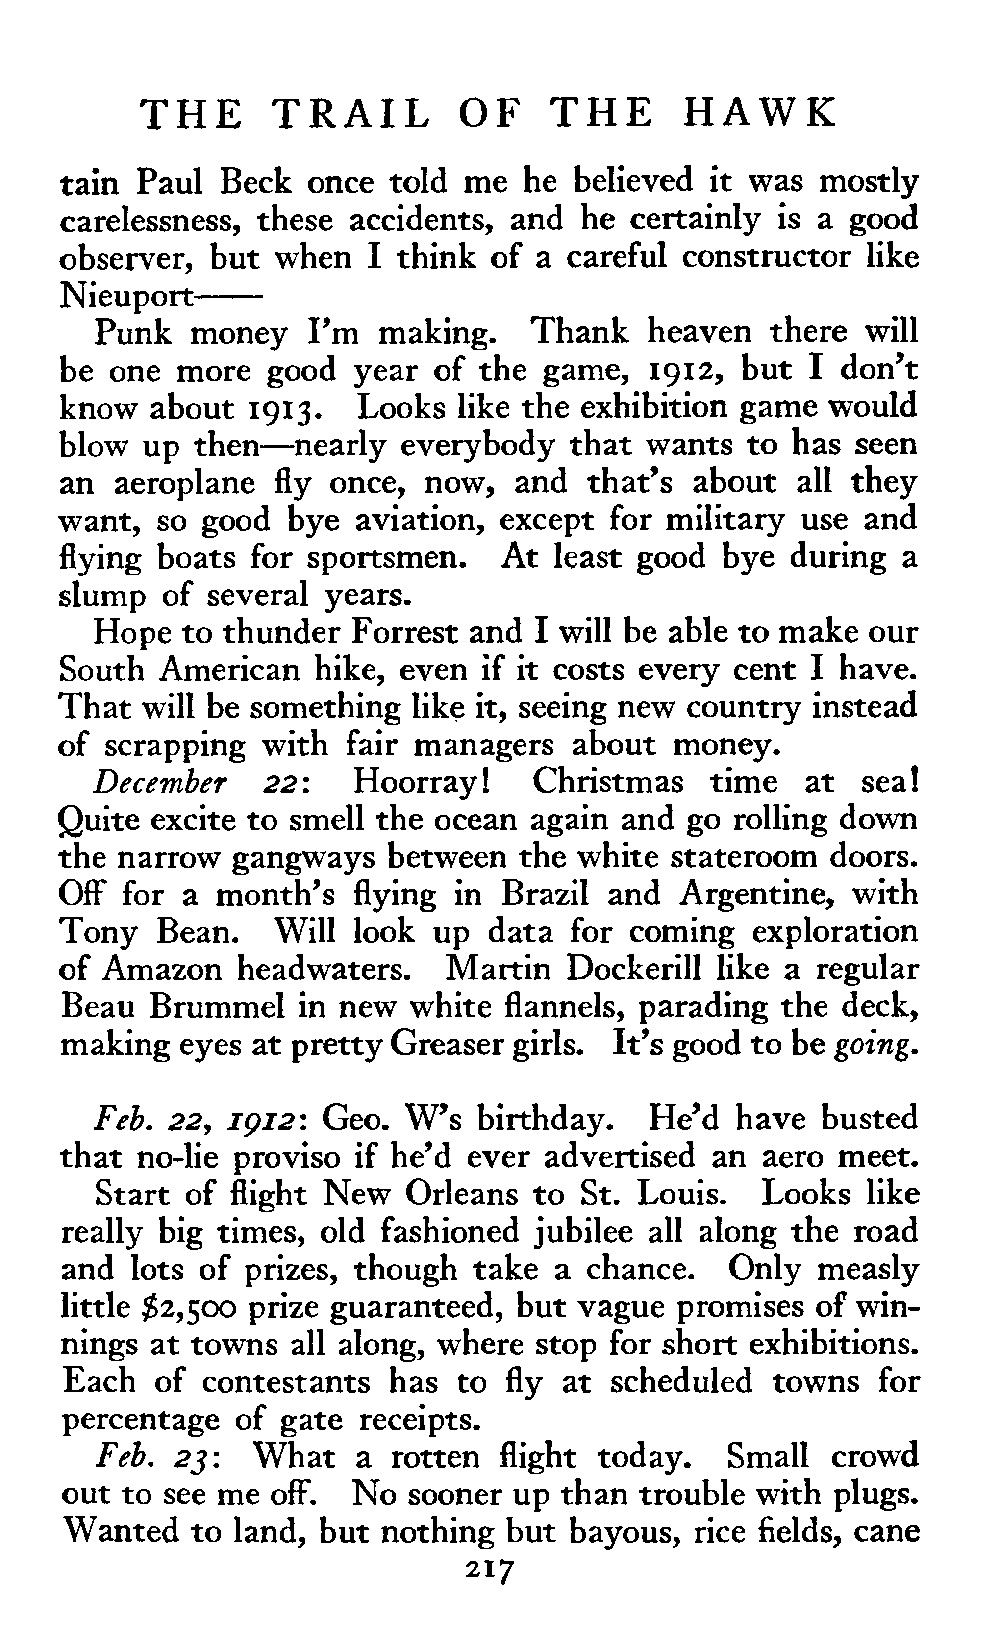 THE TRAIL OF THE HAWK
tain Paul Beck once told me he believed it was mostly
carelessness, these accidents, and he certainly is a good
observer, but when I think of a careful constructor like
Nieuport——
Punk money I'm making. Thank heaven there will
be one more good year of the game, 1912, but I don't
know about 1913. Looks like the exhibition game would
blow up then—nearly everybody that wants to has seen
an aeroplane fly once, now, and that's about all they
want, so good bye aviation, except for military use and
flying boats for sportsmen. At least good bye during a
slump of several years.
Hope to thunder Forrest and I will be able to make our
South American hike, even if it costs every cent I have.
That will be something like it, seeing new country instead
of scrapping with fair managers about money.
December 22: Hoorray! Christmas time at sea!
Quite excite to smell the ocean again and go rolling down
the narrow gangways between the white stateroom doors.
Off for a month's flying in Brazil and Argentine, with
Tony Bean. Will look up data for coming exploration
of Amazon headwaters. Martin Dockerill like a regular
Beau Brummel in new white flannels, parading the deck,
making eyes at pretty Greaser girls. It's good to be going.
Feb. 22, 1912: Geo. W's birthday. He'd have busted
that no-lie proviso if he'd ever advertised an aero meet.
Start of flight New Orleans to St. Louis. Looks like
really big times, old fashioned jubilee all along the road
and lots of prizes, though take a chance. Only measly
little $2,500 prize guaranteed, but vague promises of win-
nings at towns all along, where stop for short exhibitions.
Each of contestants has to fly at scheduled towns for
percentage of gate receipts.
Feb. 23: What a rotten flight today. Small crowd
out to see me off. No sooner up than trouble with plugs.
Wanted to land, but nothing but bayous, rice fields, cane
217